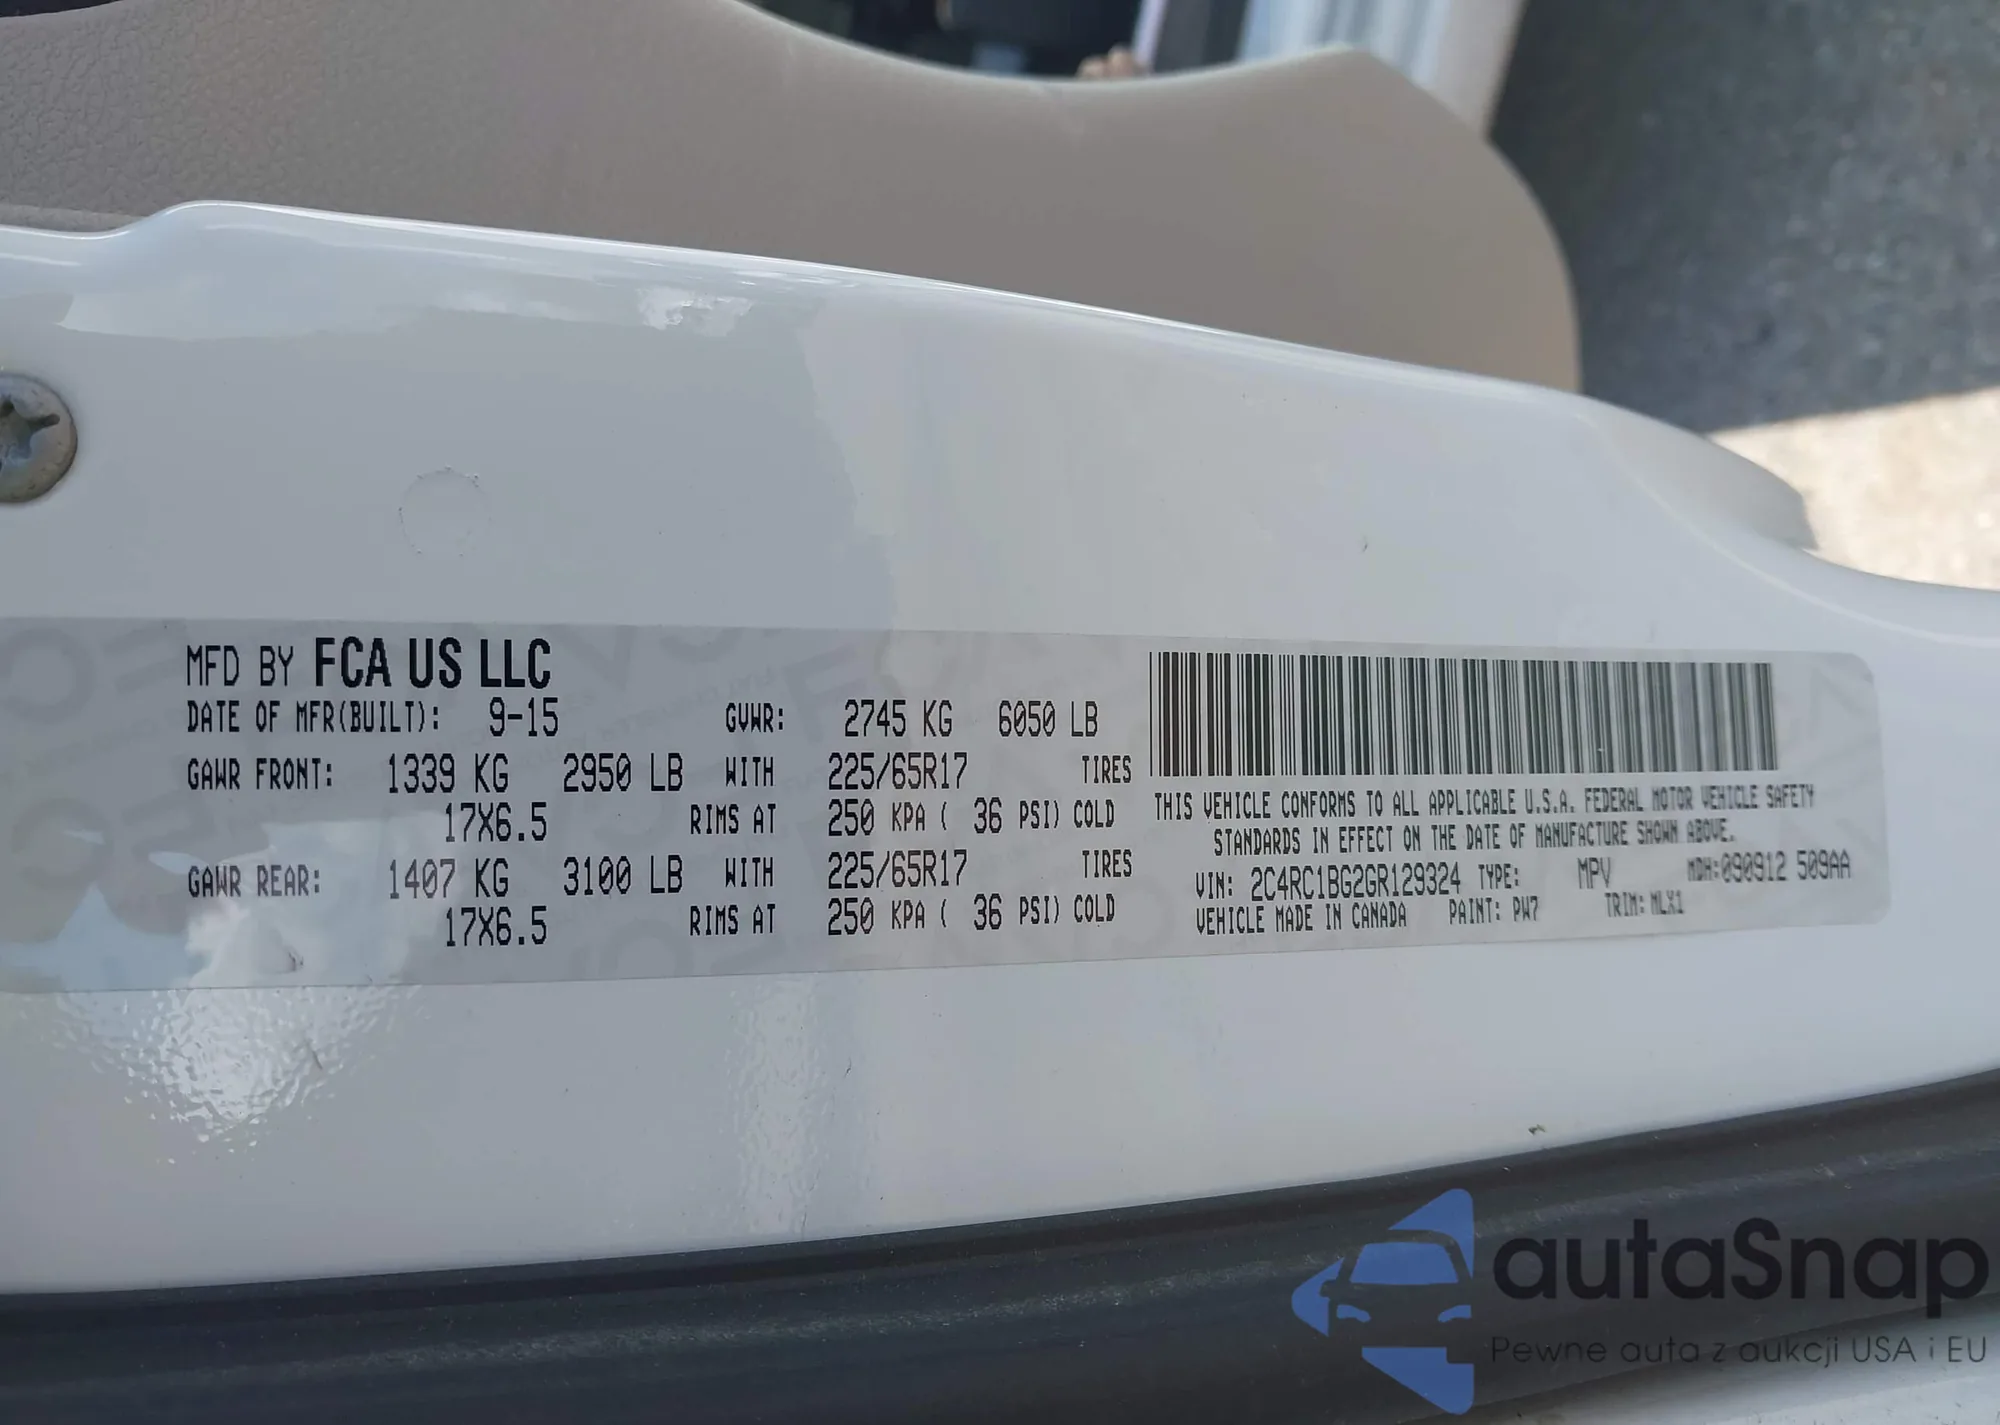 MFD BY FCA US LLC
DATE OF MFR(BUILT): 9-15 GVWR: 2745 KG 6050 LB
GAWR FRONT: 1339 KG 2950 LB WITH 225/65R17 TIRES
17X6.5 RIMS AT 250 KPA ( 36 PSI) COLD
GAWR REAR: 1407 KG 3100 LB WITH 225/65R17 TIRES
17X6.5 RIMS AT 250 KPA ( 36 PSI) COLD
THIS VEHICLE CONFORMS TO ALL APPLICABLE U.S.A. FEDERAL MOTOR VEHICLE SAFETY
STANDARDS IN EFFECT ON THE DATE OF MANUFACTURE SHOWN ABOVE.
VIN: 2C4RC1BG2GR129324 TYPE: MPV MDH:090912 509AA
VEHICLE MADE IN CANADA PAINT: PW7 TRIM: MLX1
autaSnap
Pewne auta z aukcji USA i EU